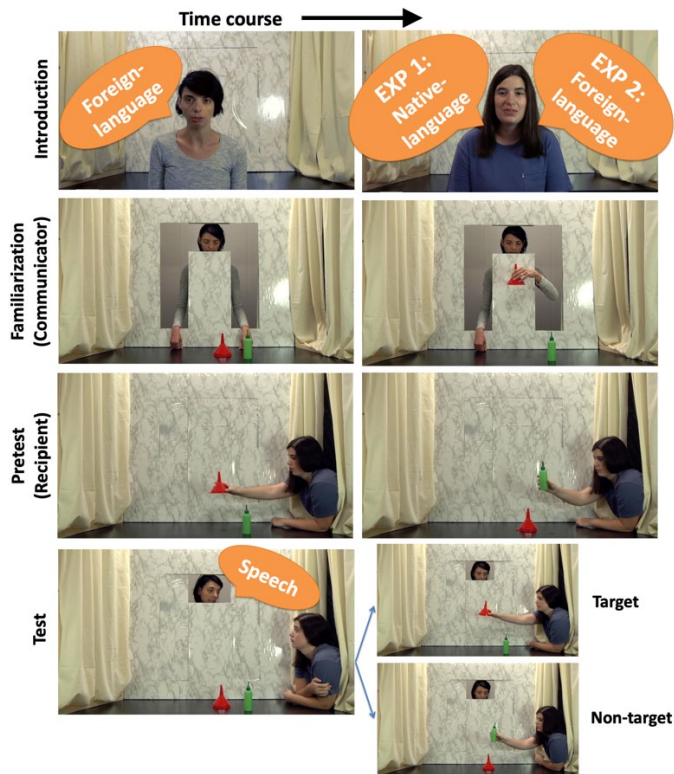 Time course
Introduction
Foreign-
language
EXP 1:
Native-
language
EXP 2:
Foreign-
language
Familiarization
(Communicator)
Pretest
(Recipient)
Test
Speech
Target
Non-target